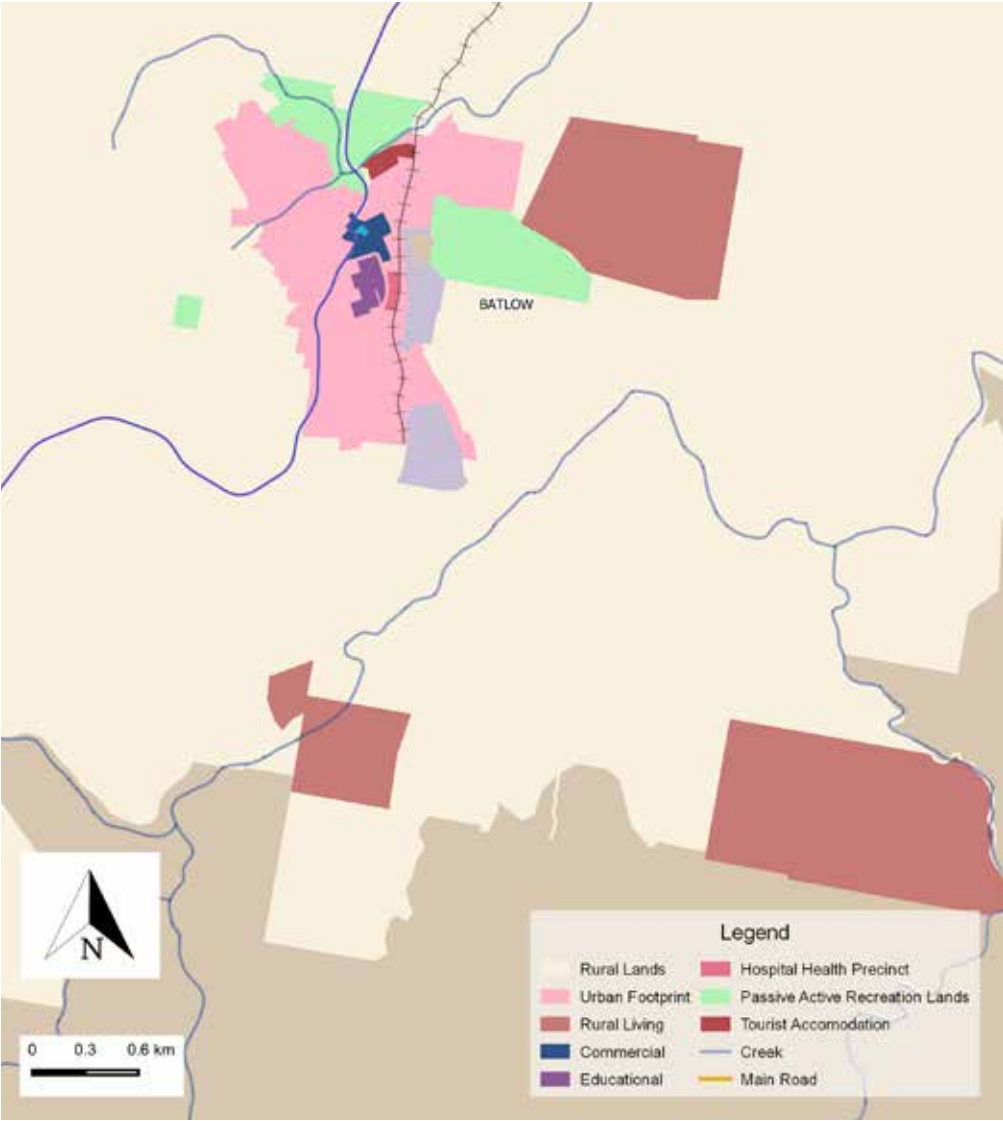 BATLOW
N
0 0.3 0.6 km
Legend
Rural Lands
Urban Footprint
Rural Living
Commercial
Educational
Hospital Health Precinct
Passive Active Recreation Lands
Tourist Accomodation
Creek
Main Road